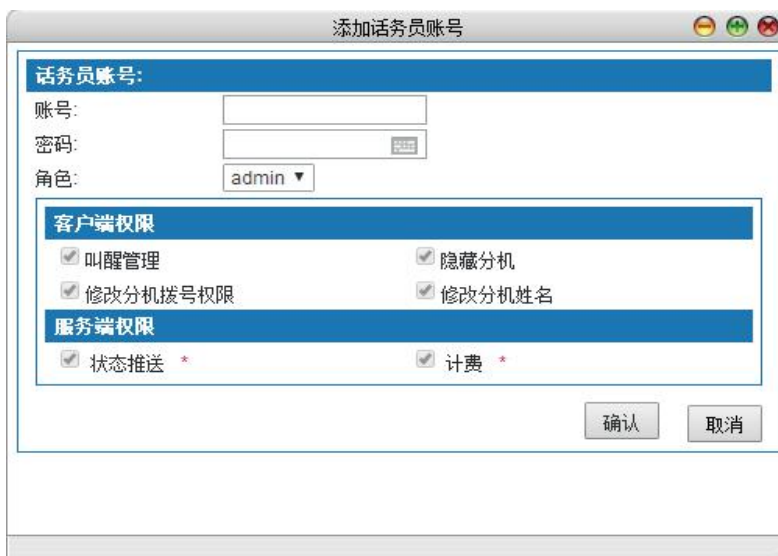 添加话务员账号
话务员账号:
账号:
密码:
角色: admin
客户端权限
叫醒管理 隐藏分机
修改分机拨号权限 修改分机姓名
服务端权限
状态推送 * 计费 *
确认 取消